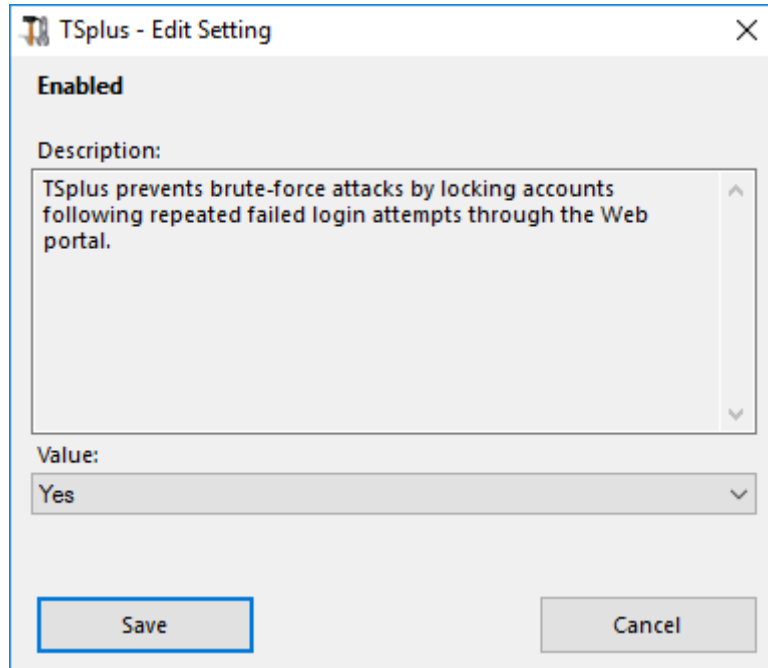 TSplus - Edit Setting
Enabled
Description:
TSplus prevents brute-force attacks by locking accounts
following repeated failed login attempts through the Web
portal.
Value:
Yes
Save
Cancel